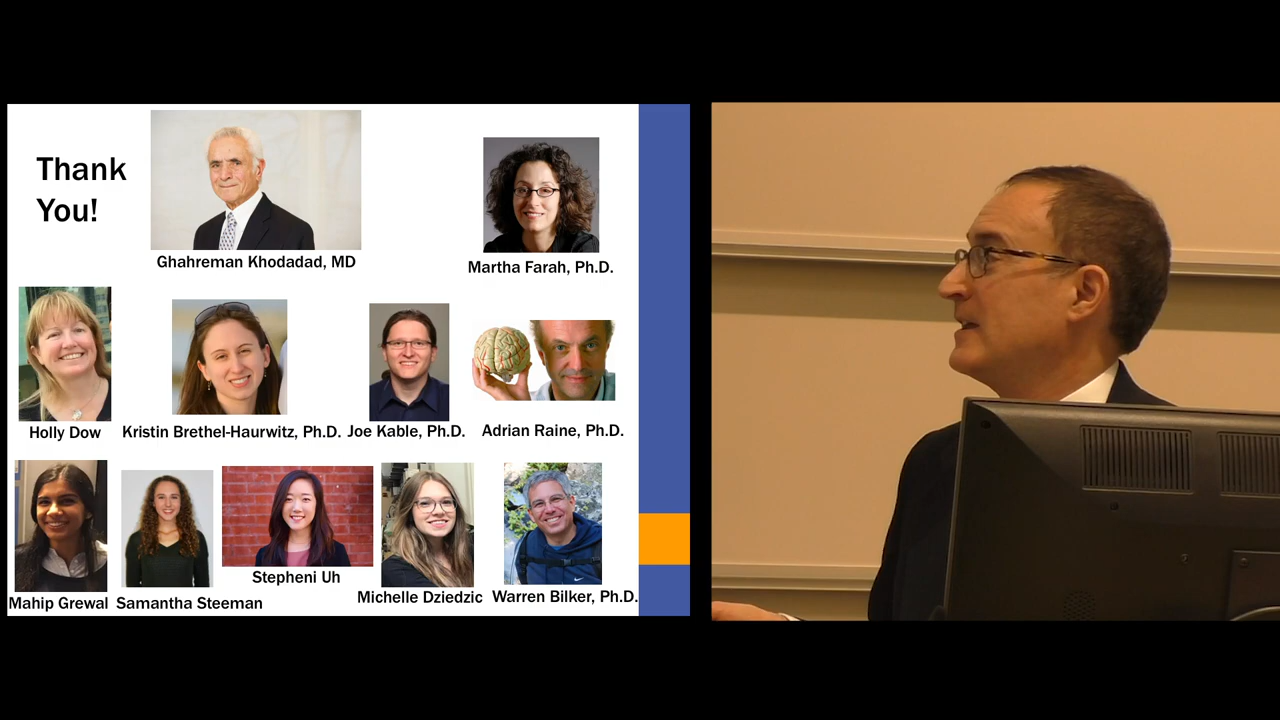 Thank
You!
Ghahreman Khodadad, MD
Martha Farah, Ph.D.
Holly Dow
Kristin Brethel-Haurwitz, Ph.D.
Joe Kable, Ph.D.
Adrian Raine, Ph.D.
Mahip Grewal
Samantha Steeman
Stepheni Uh
Michelle Dziedzic
Warren Bilker, Ph.D.